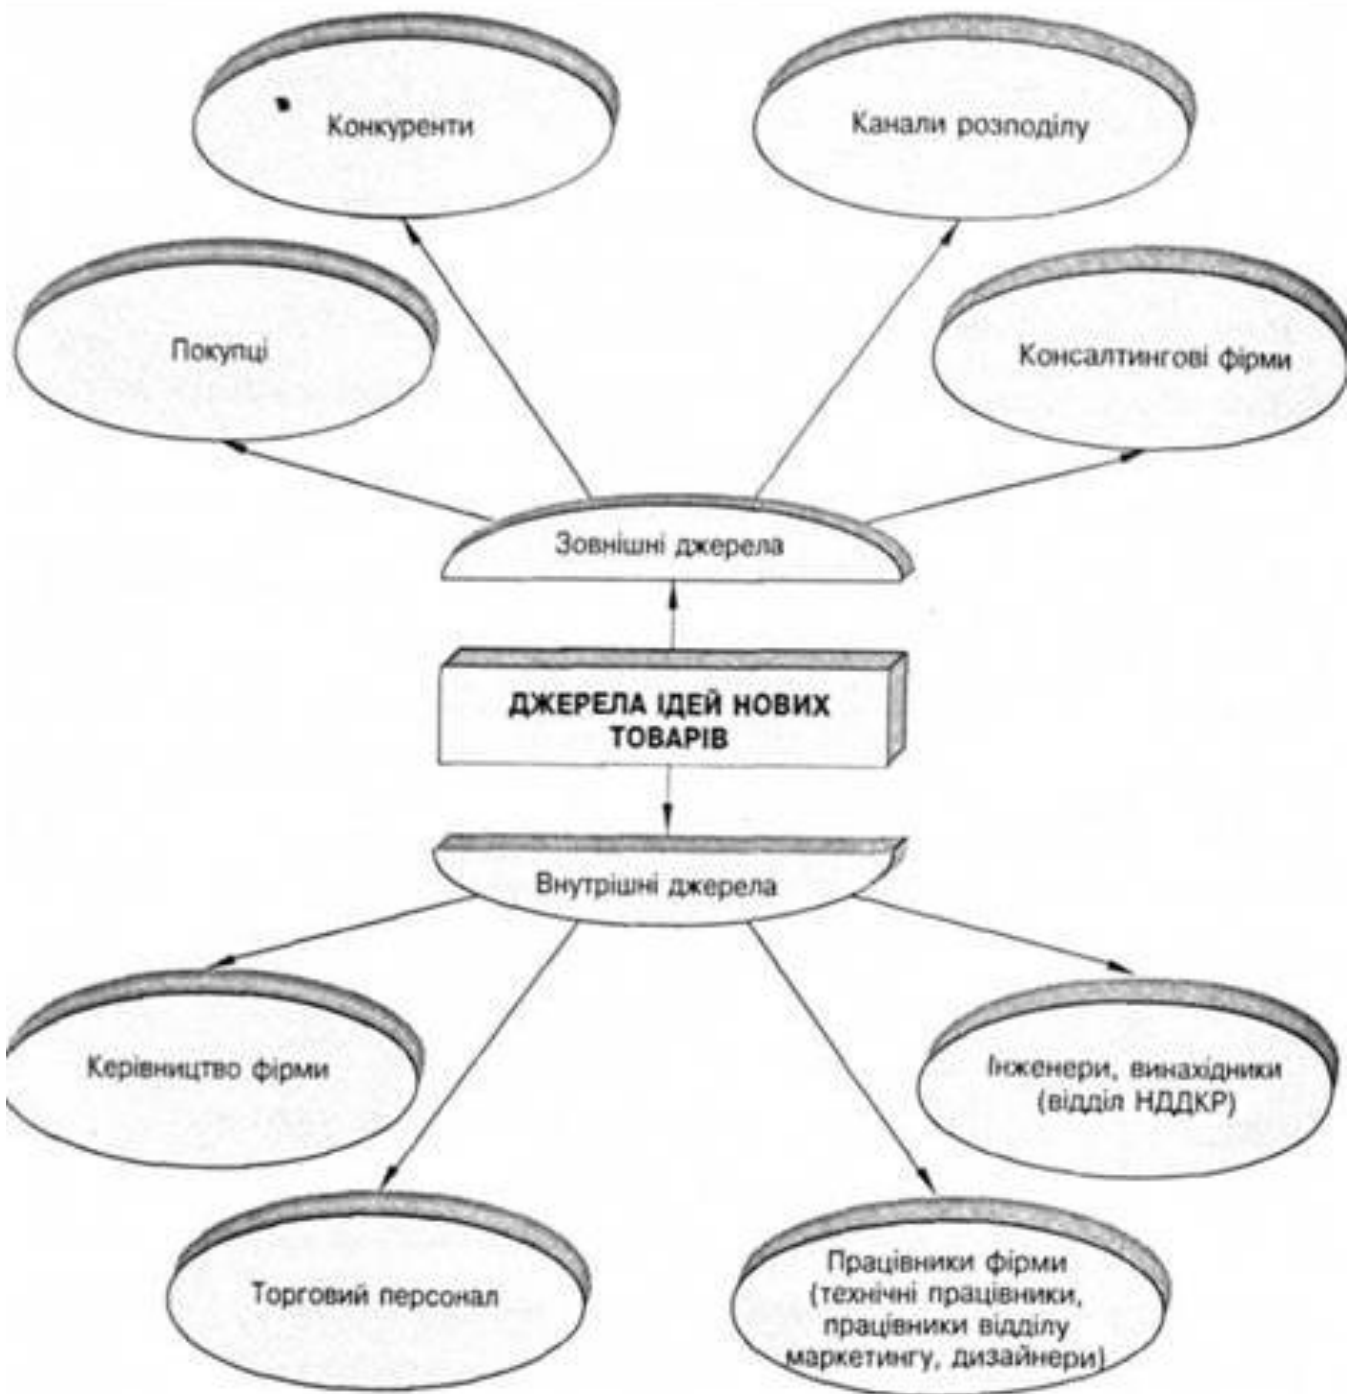 Конкуренти
Канали розподілу
Покупці
Консалтингові фірми
Зовнішні джерела
ДЖЕРЕЛА ІДЕЙ НОВИХ
ТОВАРІВ
Внутрішні джерела
Керівництво фірми
Інженери, винахідники
(відділ НДДКР)
Торговий персонал
Працівники фірми
(технічні працівники,
працівники відділу
маркетингу, дизайнери)